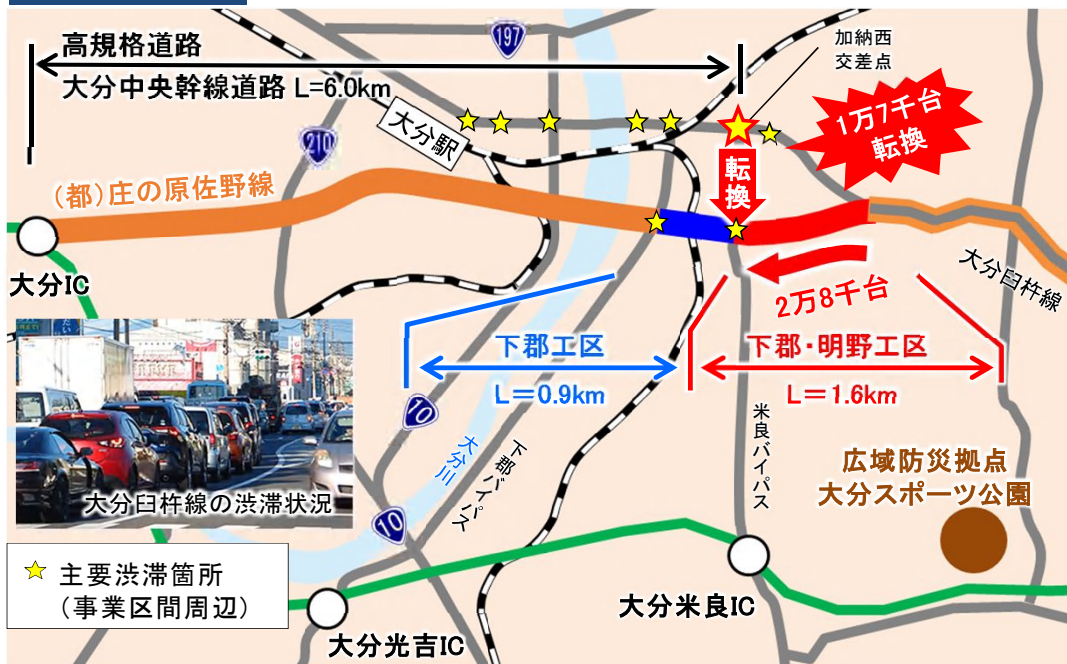 高規格道路
大分中央幹線道路 L=6.0km
197
加納西
交差点
1万7千台
転換
大分駅
210
転換
(都)庄の原佐野線
大分IC
2万8千台
大分臼杵線
下郡工区
L=0.9km
下郡・明野工区
L=1.6km
10
大分川
下郡バイパス
米良バイパス
広域防災拠点
大分スポーツ公園
大分臼杵線の渋滞状況
10
主要渋滞箇所
(事業区間周辺)
大分光吉IC
大分米良IC